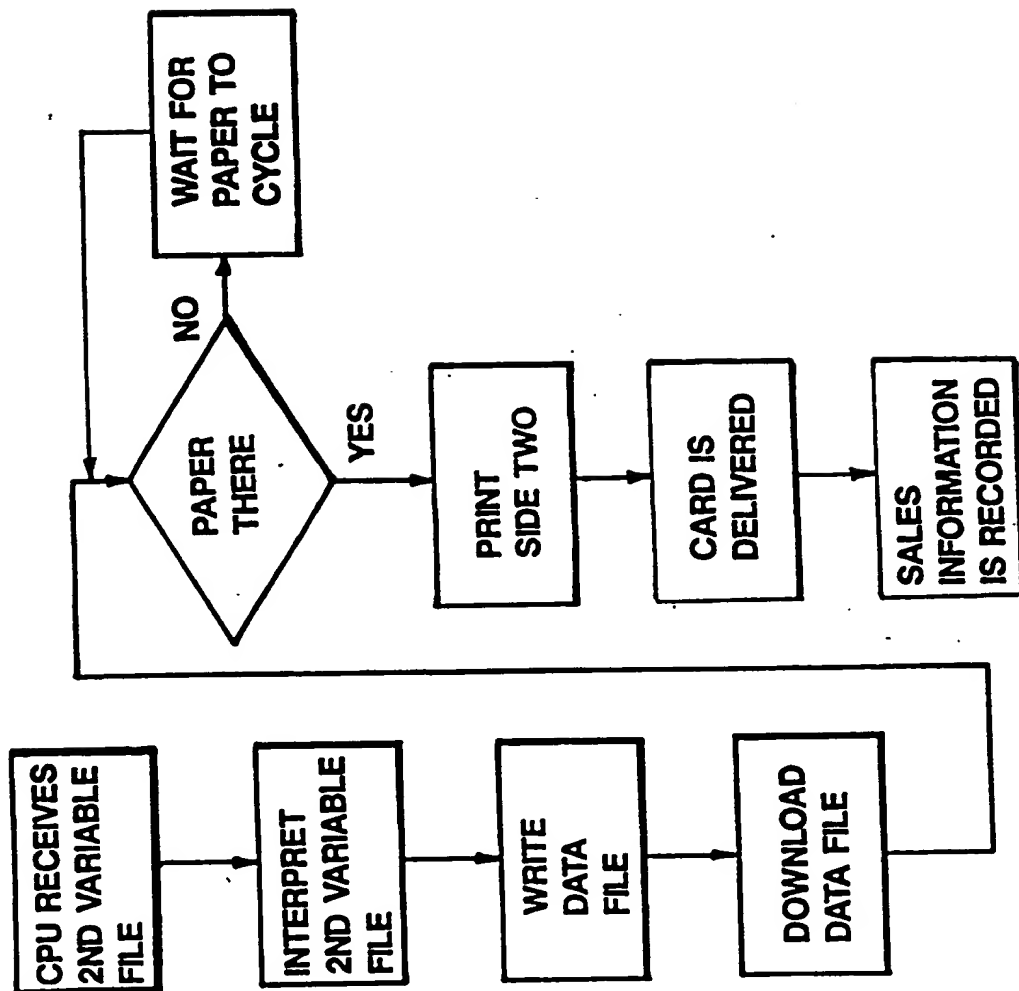 CPU RECEIVES
2ND VARIABLE
FILE
INTERPRET
2ND VARIABLE
FILE
WRITE
DATA
FILE
DOWNLOAD
DATA FILE
PAPER
THERE
NO
WAIT FOR
PAPER TO
CYCLE
YES
PRINT
SIDE TWO
CARD IS
DELIVERED
SALES
INFORMATION
IS RECORDED